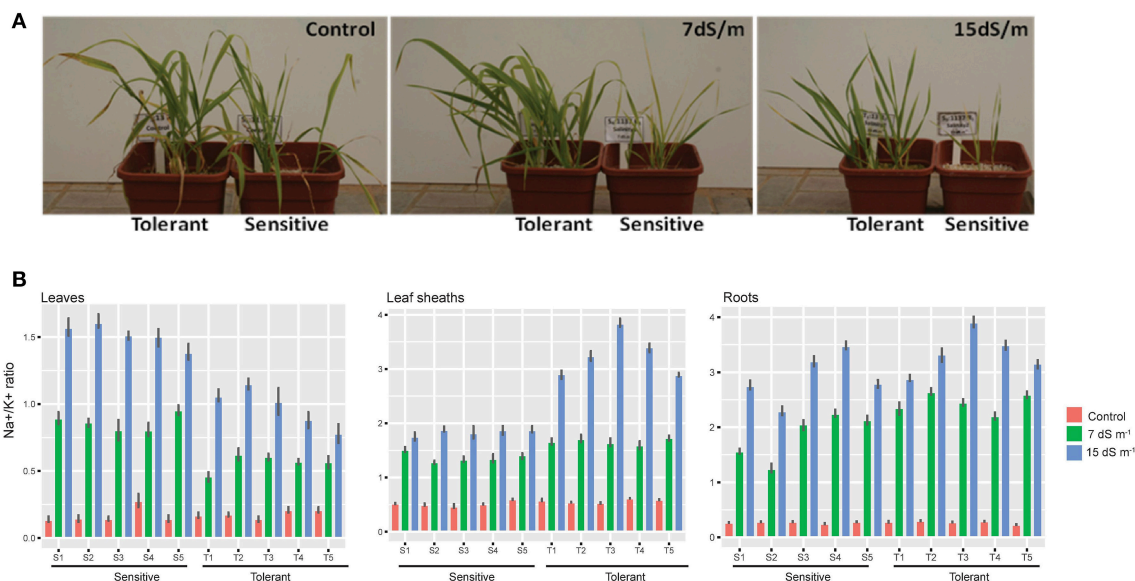 A
Control
7dS/m
15dS/m
Control
Tolerant Sensitive
Tolerant Sensitive
Tolerant Sensitive
B
Leaves
Na+/K+ ratio
1.5
1.0
0.5
0.0
S1 S2 S3 S4 S5 T1 T2 T3 T4 T5
Sensitive Tolerant
Leaf sheaths
4
3
2
1
0
S1 S2 S3 S4 S5 T1 T2 T3 T4 T5
Sensitive Tolerant
Roots
4
3
2
1
0
S1 S2 S3 S4 S5 T1 T2 T3 T4 T5
Sensitive Tolerant
Control
7 dS m⁻¹
15 dS m⁻¹